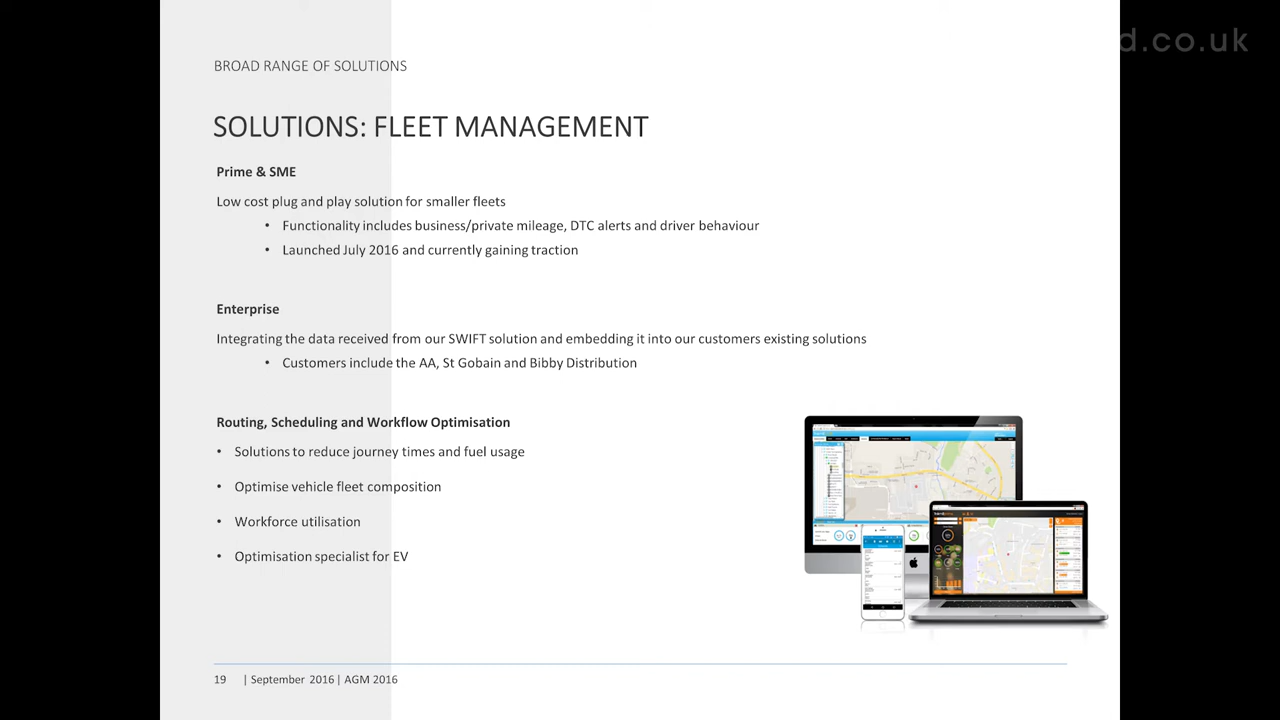 d.co.uk
BROAD RANGE OF SOLUTIONS
SOLUTIONS: FLEET MANAGEMENT
Prime & SME
Low cost plug and play solution for smaller fleets
• Functionality includes business/private mileage, DTC alerts and driver behaviour
• Launched July 2016 and currently gaining traction
Enterprise
Integrating the data received from our SWIFT solution and embedding it into our customers existing solutions
• Customers include the AA, St Gobain and Bibby Distribution
Routing, Scheduling and Workflow Optimisation
• Solutions to reduce journey times and fuel usage
• Optimise vehicle fleet composition
• Workforce utilisation
• Optimisation specialist for EV
19 | September 2016 | AGM 2016